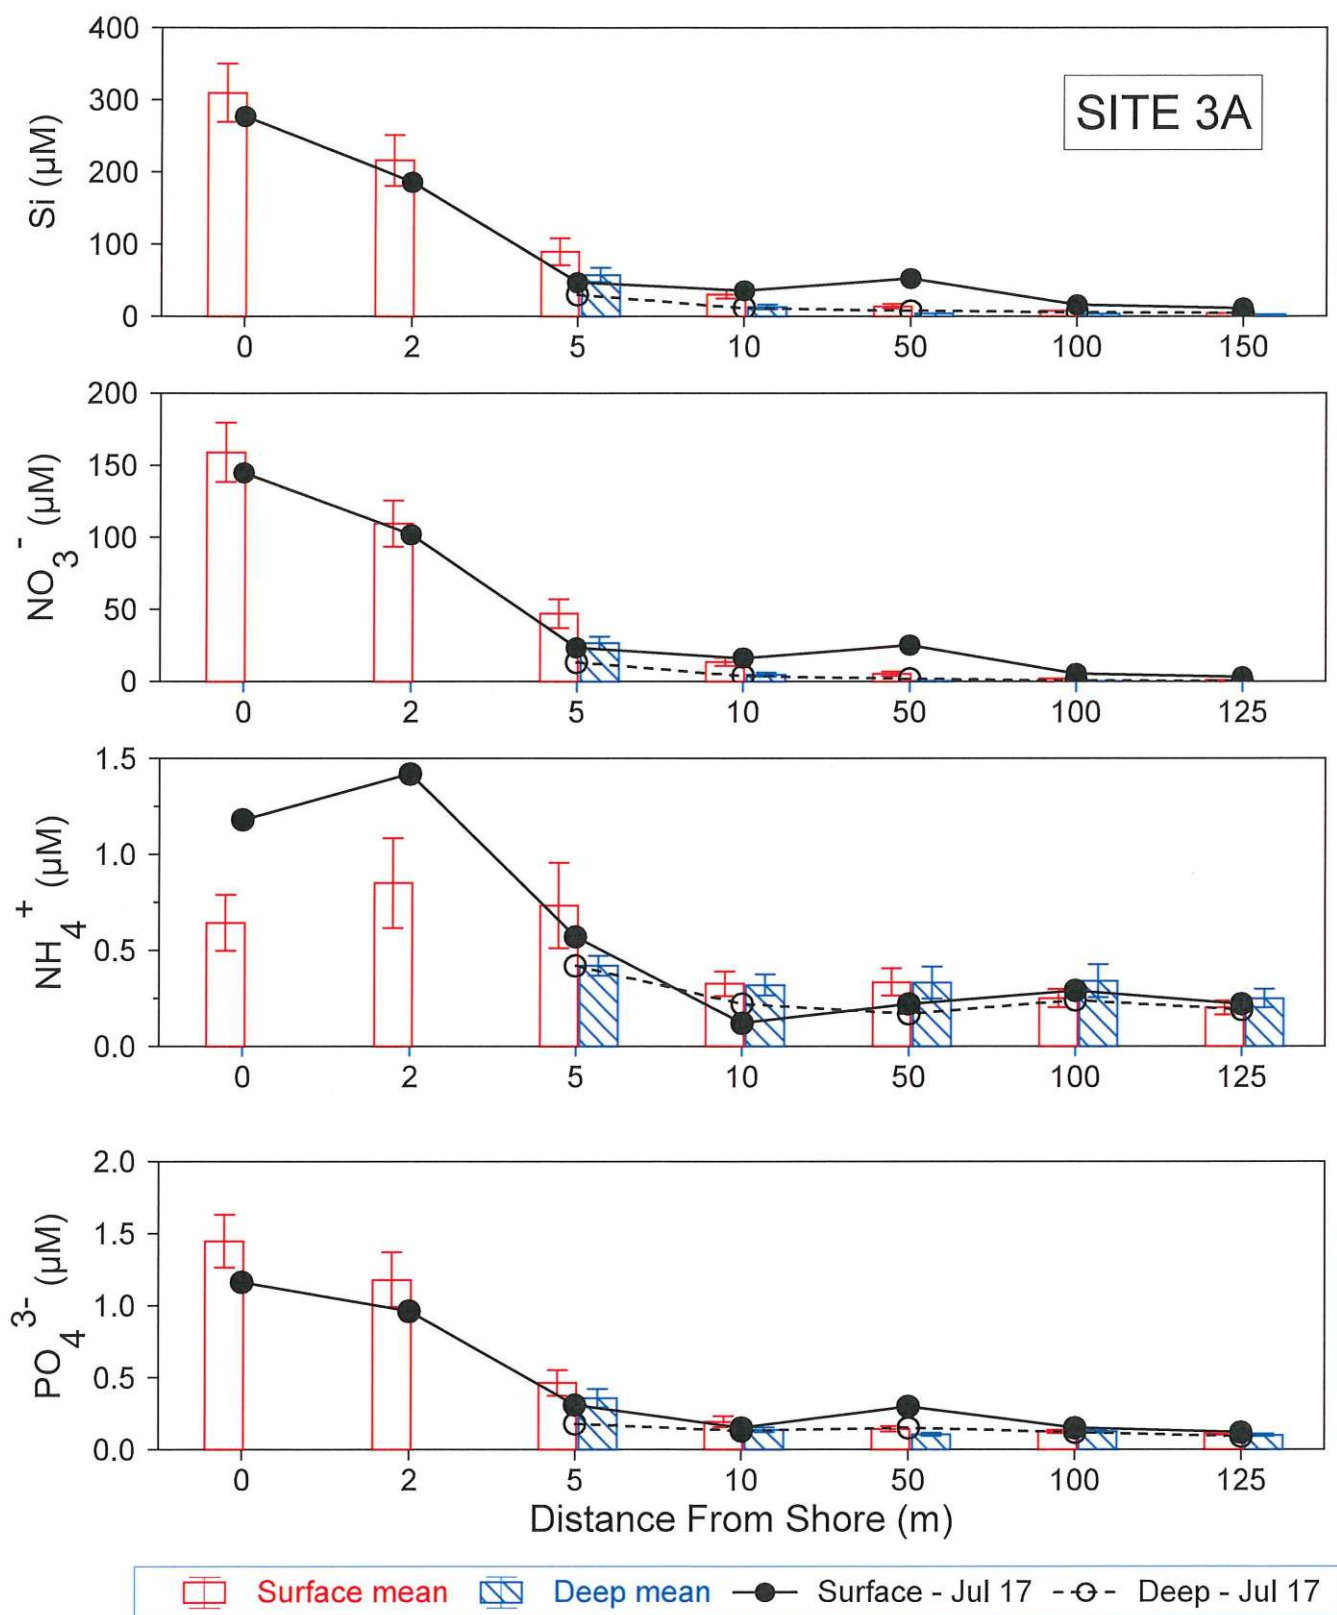 400
300
200
100
0
Si (µM)
SITE 3A
0 2 5 10 50 100 150
200
150
100
50
0
NO3- (µM)
0 2 5 10 50 100 125
1.5
1.0
0.5
0.0
NH4+ (µM)
0 2 5 10 50 100 125
2.0
1.5
1.0
0.5
0.0
PO43- (µM)
0 2 5 10 50 100 125
Distance From Shore (m)
Surface mean Deep mean Surface - Jul 17 Deep - Jul 17